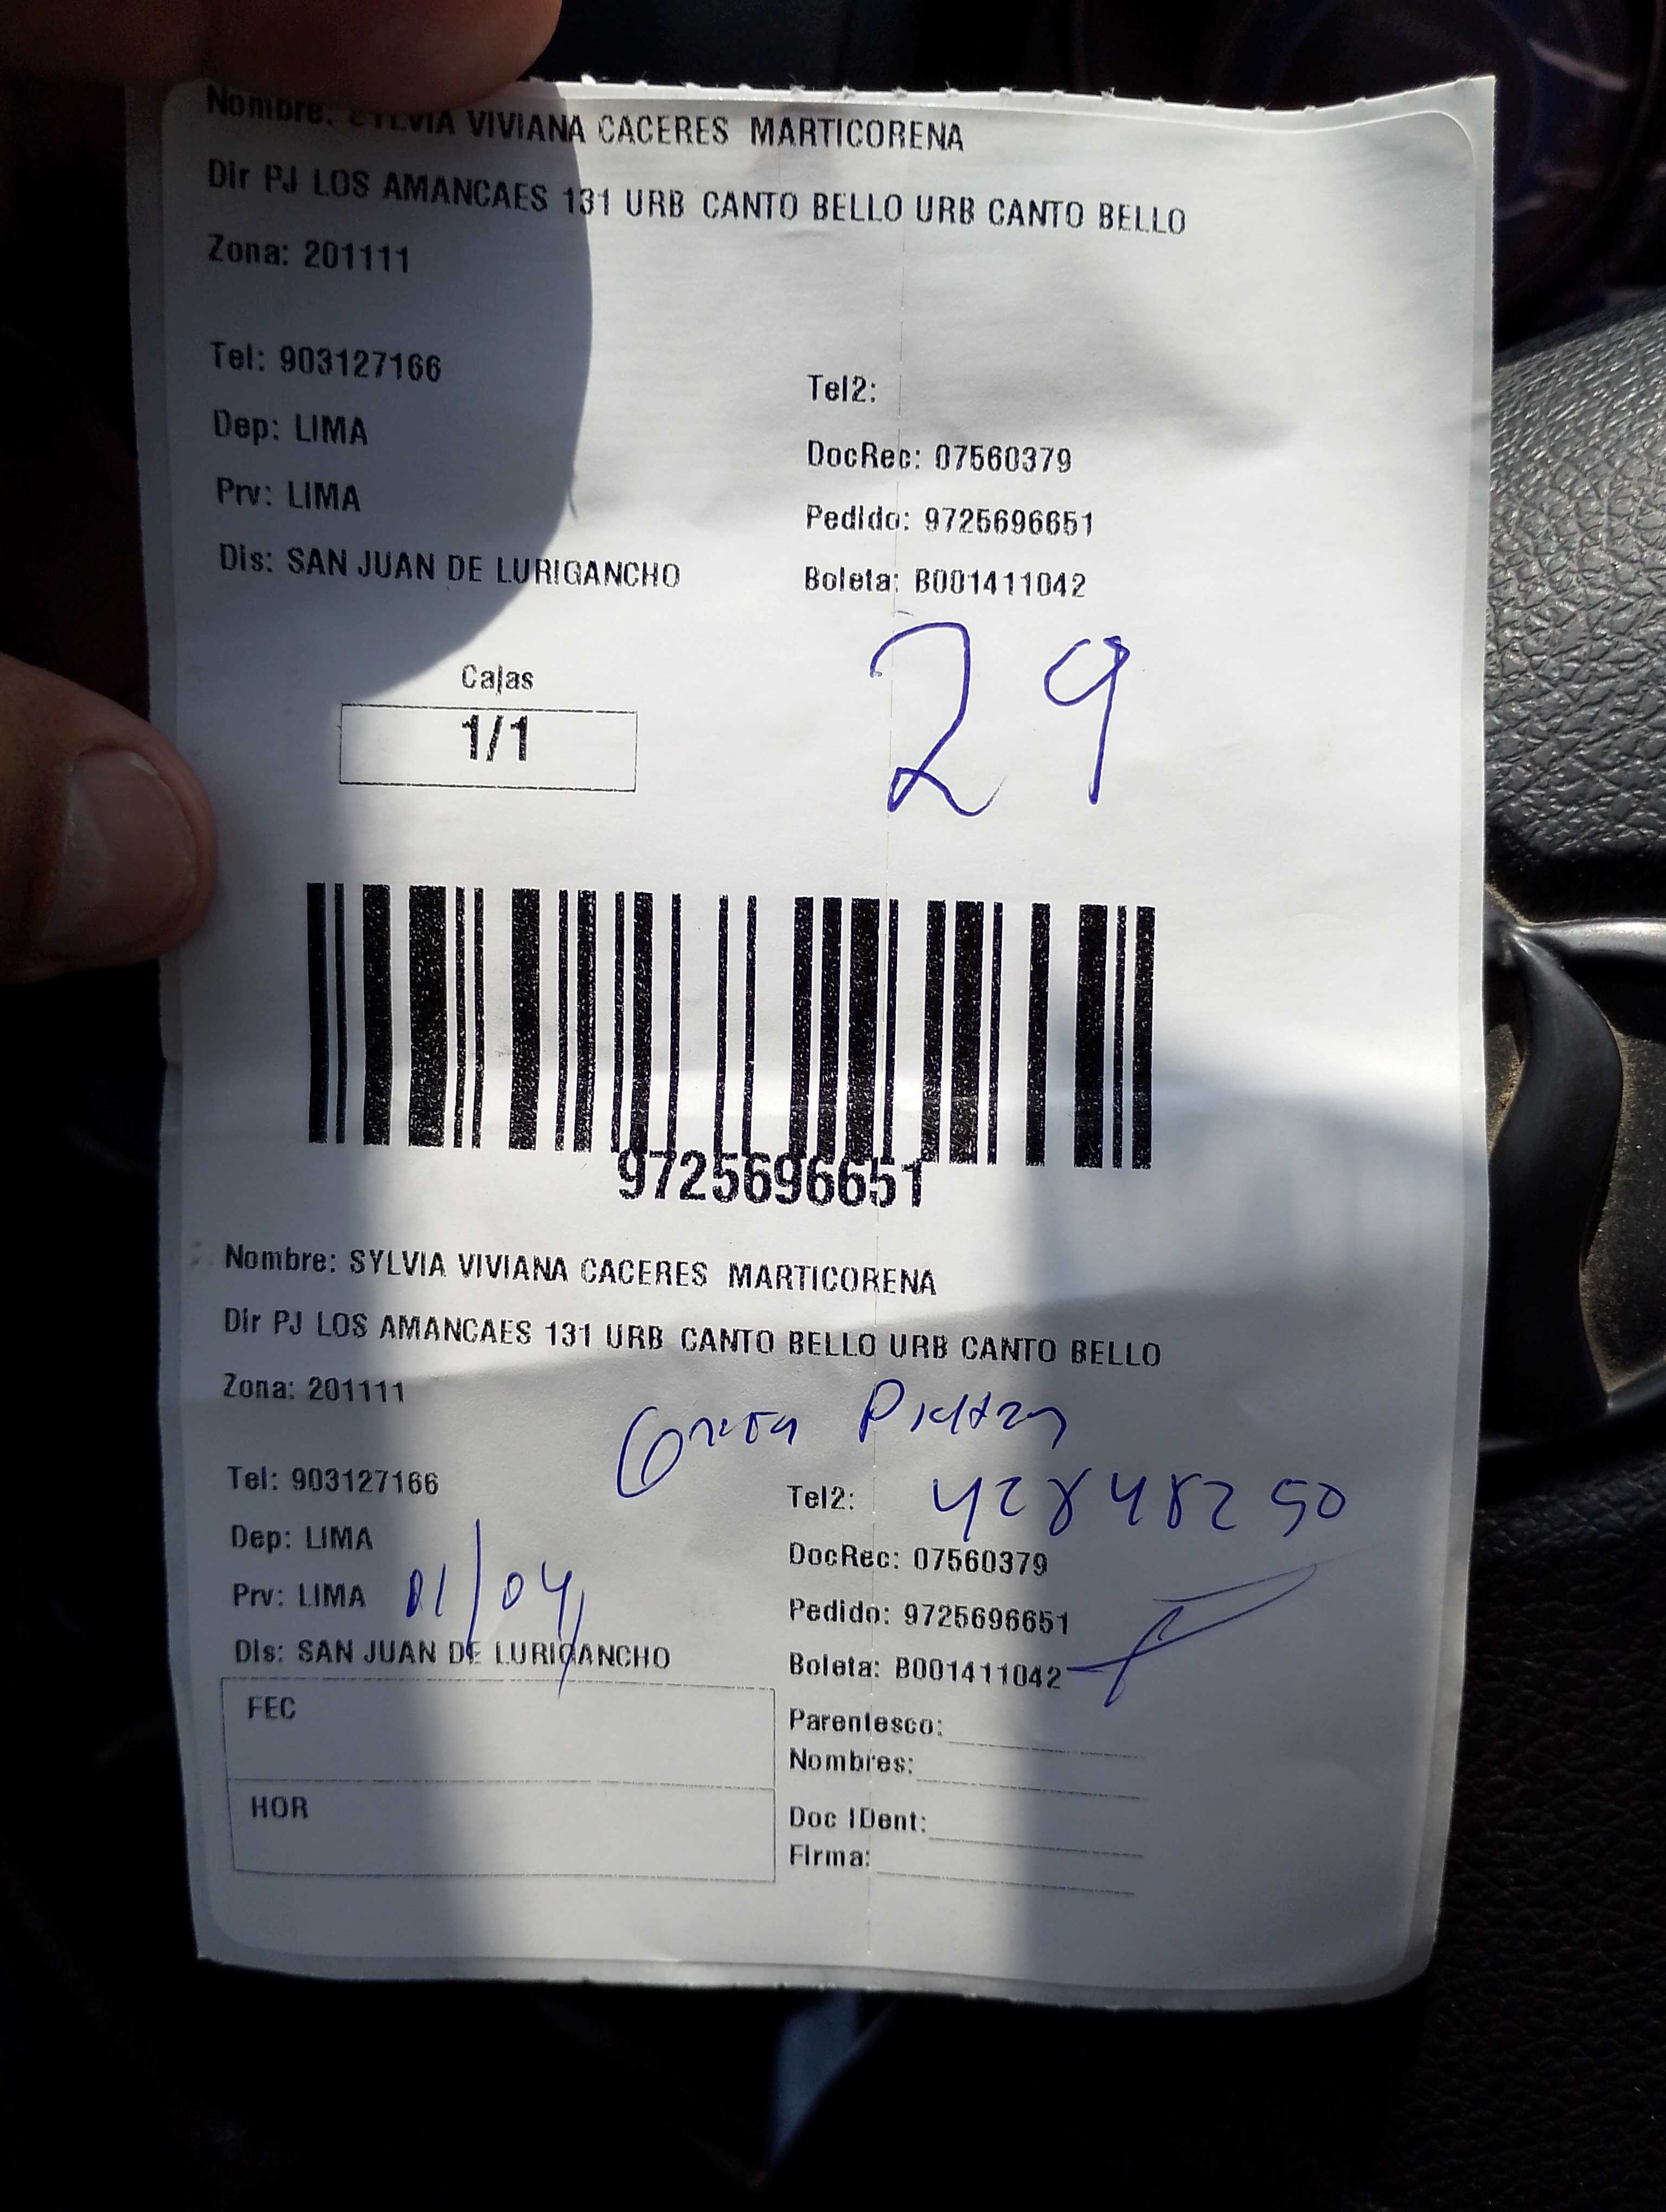 Nombre: SYLVIA VIVIANA CACERES MARTICORENA
Dir PJ LOS AMANCAES 131 URB CANTO BELLO URB CANTO BELLO
Zona: 201111
Tel: 903127166
Tel2:
Dep: LIMA
DocRec: 07560379
Prv: LIMA
Pedido: 9725696651
Dis: SAN JUAN DE LURIGANCHO
Boleta: B001411042
29
Cajas
1/1
9725696651
Nombre: SYLVIA VIVIANA CACERES MARTICORENA
Dir PJ LOS AMANCAES 131 URB CANTO BELLO URB CANTO BELLO
Zona: 201111
Tel: 903127166
Tel2:
Dep: LIMA
DocRec: 07560379
Prv: LIMA 01/04/
Pedido: 9725696651
Dis: SAN JUAN DE LURIGANCHO
Boleta: B001411042
FEC
Parentesco:
Nombres:
HOR
Doc IDent:
Firma: